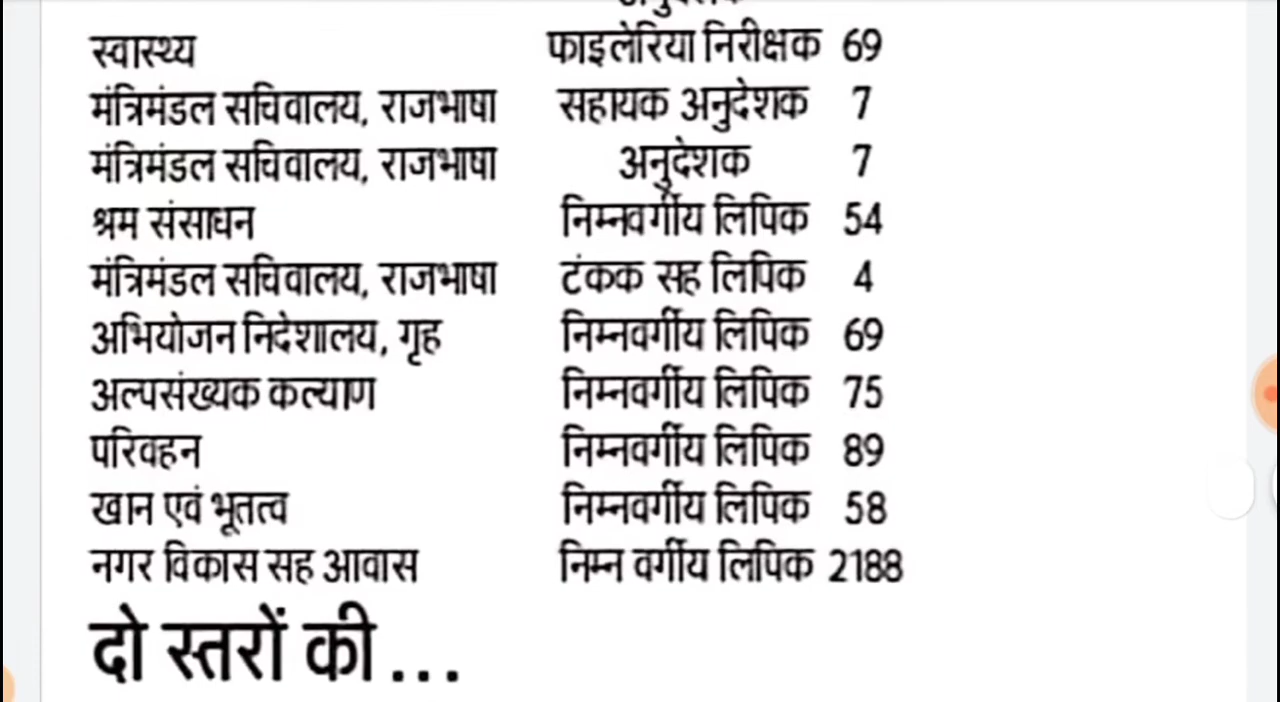 स्वास्थ्य फाइलेरिया निरीक्षक 69
मंत्रिमंडल सचिवालय, राजभाषा सहायक अनुदेशक 7
मंत्रिमंडल सचिवालय, राजभाषा अनुदेशक 7
श्रम संसाधन निम्नवर्गीय लिपिक 54
मंत्रिमंडल सचिवालय, राजभाषा टंकक सह लिपिक 4
अभियोजन निदेशालय, गृह निम्नवर्गीय लिपिक 69
अल्पसंख्यक कल्याण निम्नवर्गीय लिपिक 75
परिवहन निम्नवर्गीय लिपिक 89
खान एवं भूतत्व निम्नवर्गीय लिपिक 58
नगर विकास सह आवास निम्न वर्गीय लिपिक 2188
दो स्तरों की...